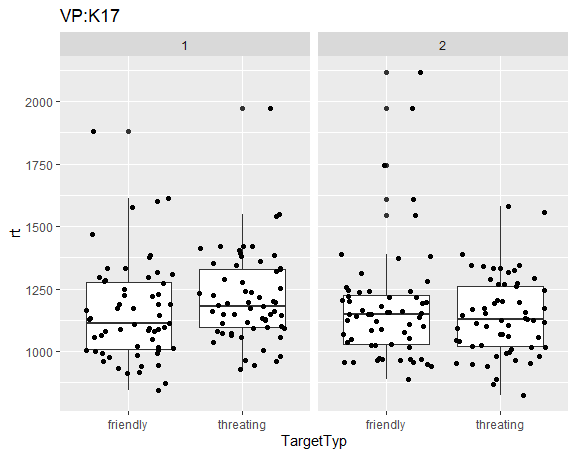 VP:K17
1 2
rt
2000
1750
1500
1250
1000
friendly threating friendly threating
TargetTyp